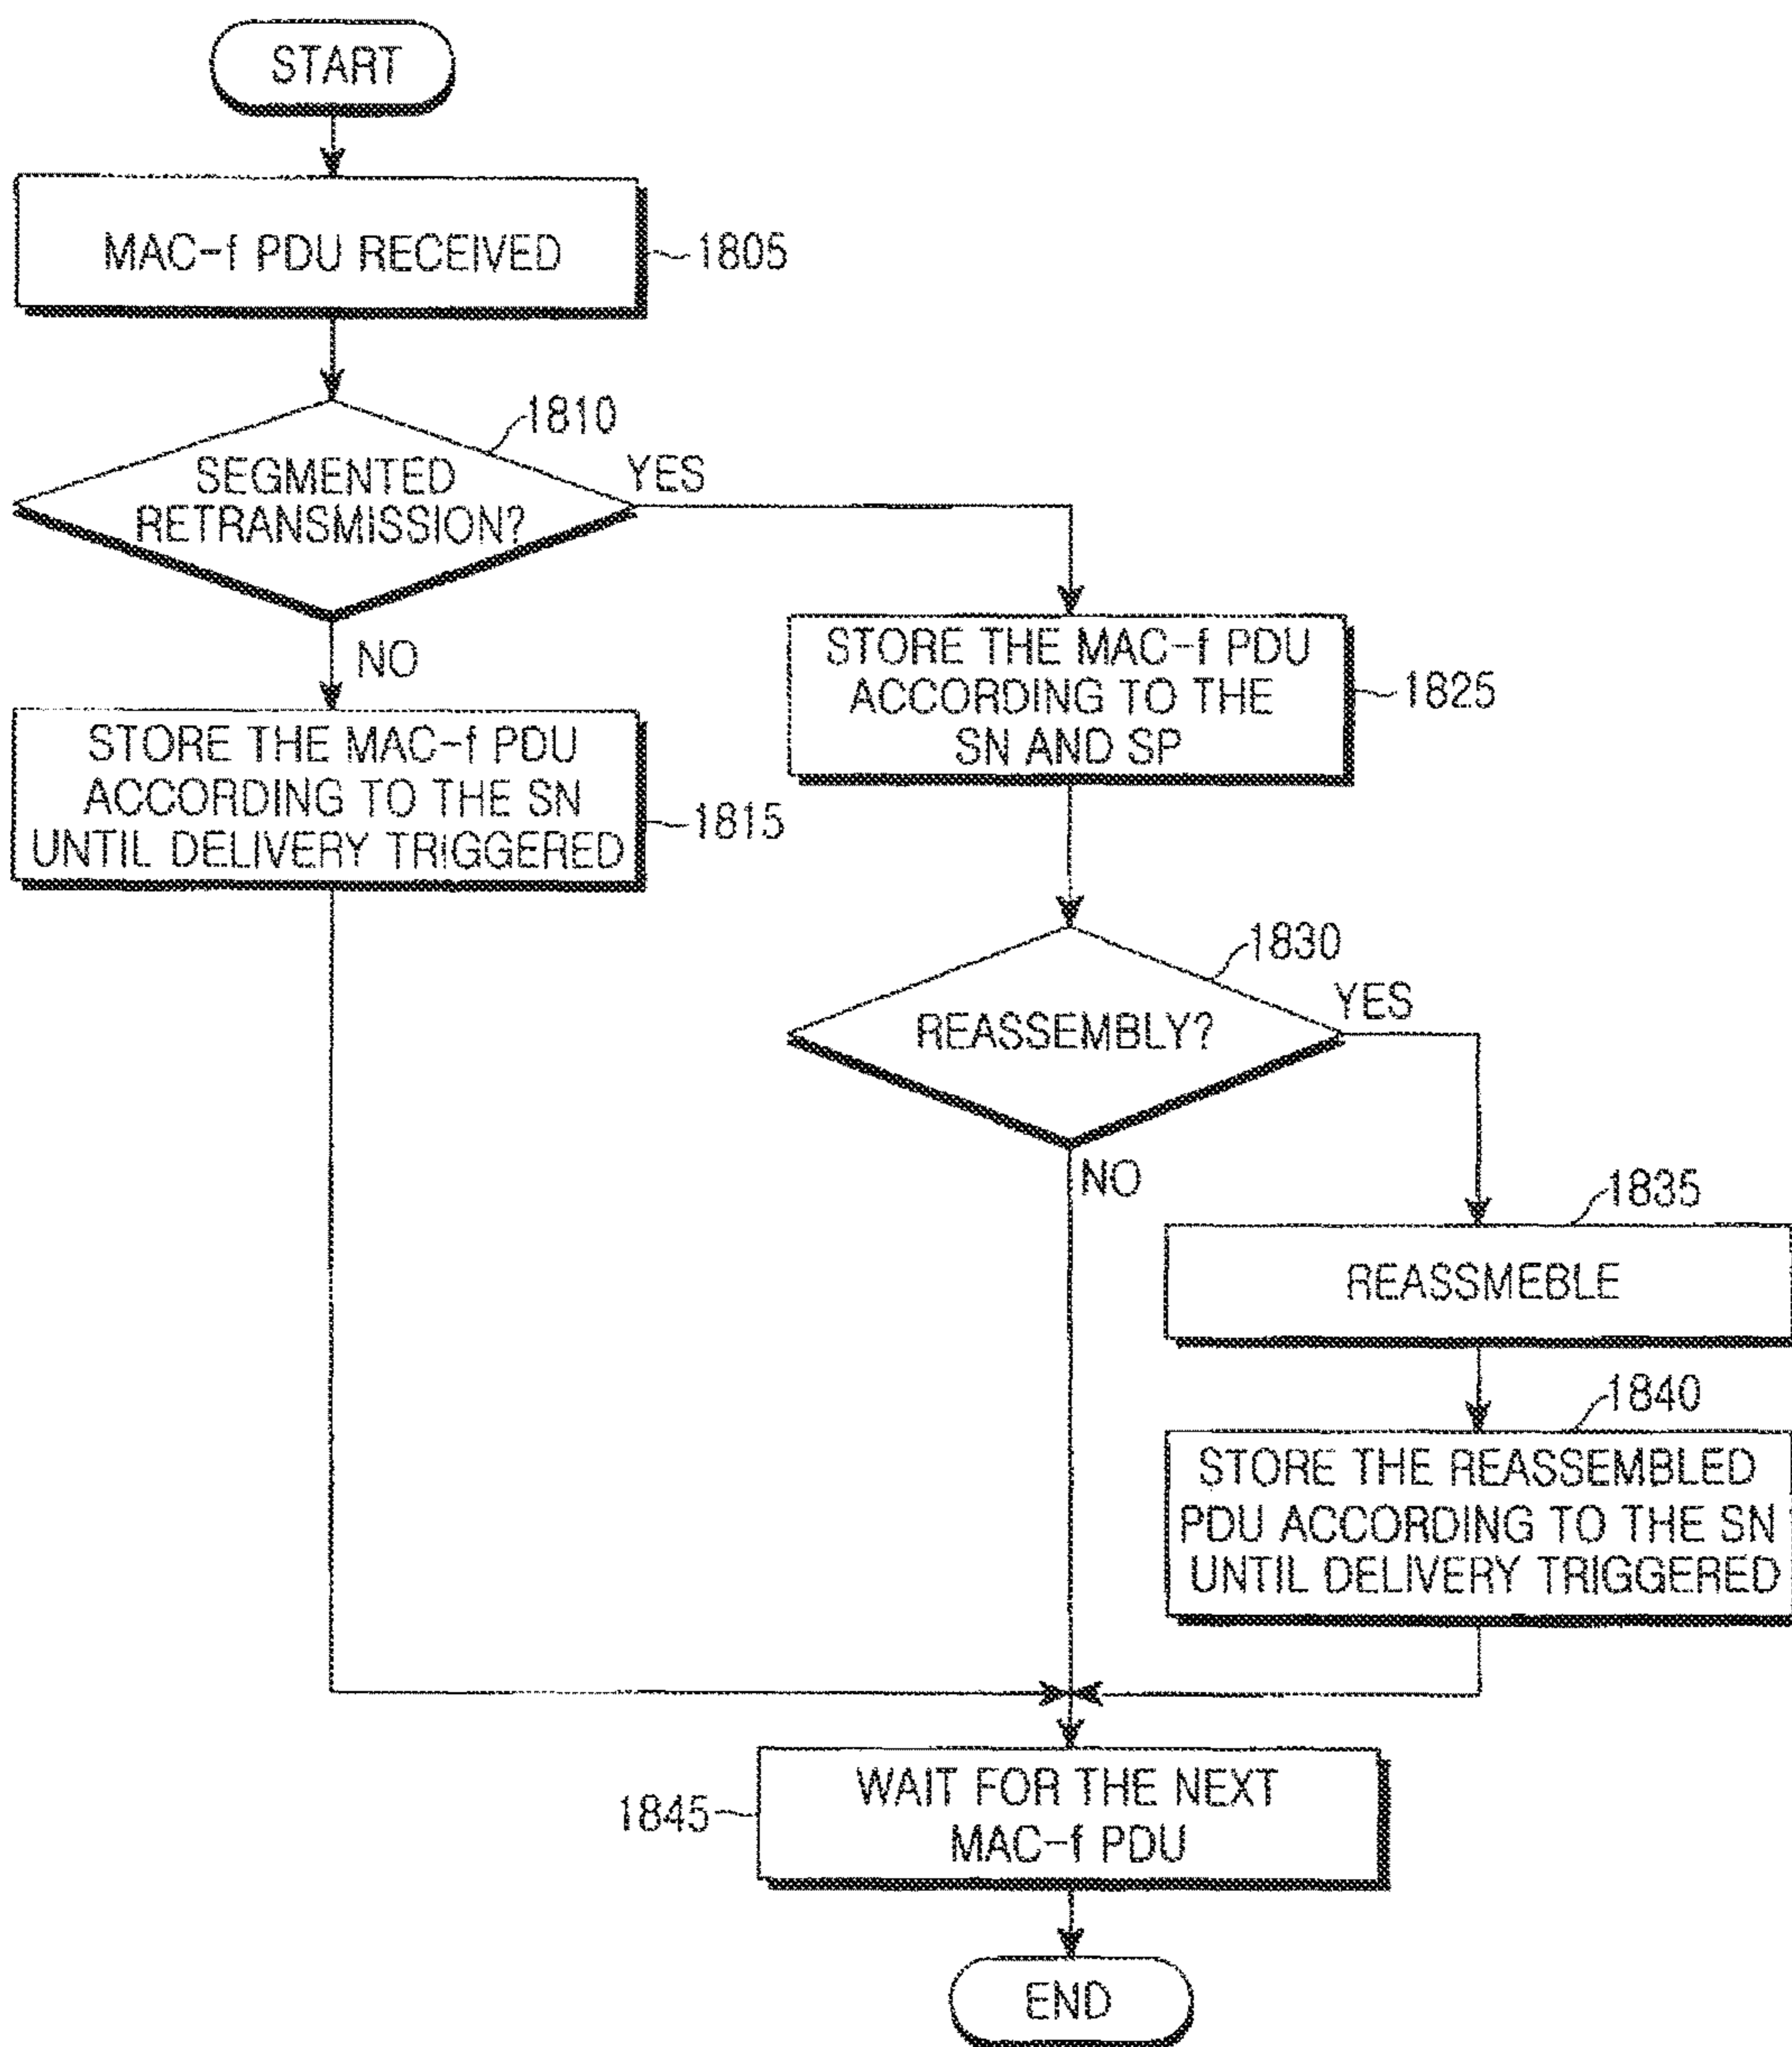 START
MAC-f PDU RECEIVED
1805
1810
SEGMENTED
RETRANSMISSION?
YES
NO
STORE THE MAC-f PDU
ACCORDING TO THE SN
UNTIL DELIVERY TRIGGERED
1815
STORE THE MAC-f PDU
ACCORDING TO THE
SN AND SP
1825
1830
REASSEMBLY?
YES
NO
1835
REASSMEBLE
1840
STORE THE REASSEMBLED
PDU ACCORDING TO THE SN
UNTIL DELIVERY TRIGGERED
1845
WAIT FOR THE NEXT
MAC-f PDU
END